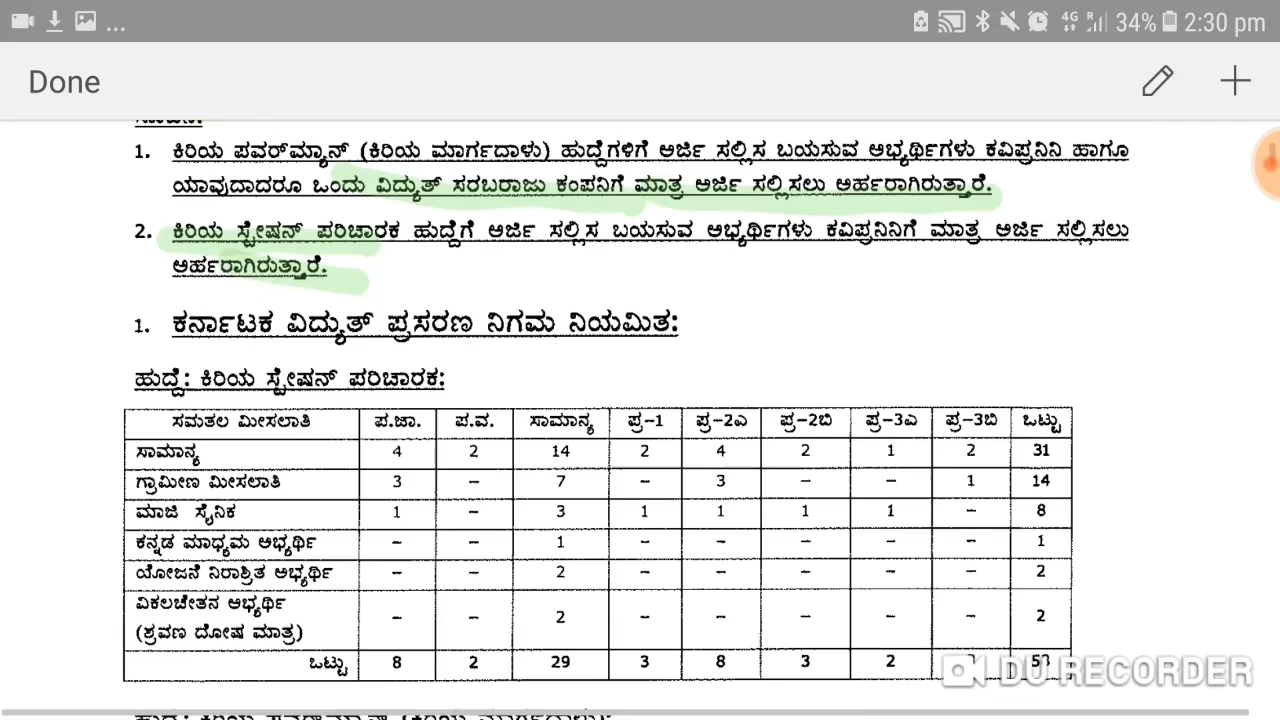 ... 4G R 34% 2:30 pm
Done
1. ಕಿರಿಯ ಪವರ್‌ಮ್ಯಾನ್ (ಕಿರಿಯ ಮಾರ್ಗದಾಳು) ಹುದ್ದೆಗಳಿಗೆ ಅರ್ಜಿ ಸಲ್ಲಿಸ ಬಯಸುವ ಅಭ್ಯರ್ಥಿಗಳು ಕವಿಪ್ರನಿನಿ ಹಾಗೂ
ಯಾವುದಾದರೂ ಒಂದು ವಿದ್ಯುತ್ ಸರಬರಾಜು ಕಂಪನಿಗೆ ಮಾತ್ರ ಅರ್ಜಿ ಸಲ್ಲಿಸಲು ಅರ್ಹರಾಗಿರುತ್ತಾರೆ.
2. ಕಿರಿಯ ಸ್ಟೇಷನ್ ಪರಿಚಾರಕ ಹುದ್ದೆಗೆ ಅರ್ಜಿ ಸಲ್ಲಿಸ ಬಯಸುವ ಅಭ್ಯರ್ಥಿಗಳು ಕವಿಪ್ರನಿನಿಗೆ ಮಾತ್ರ ಅರ್ಜಿ ಸಲ್ಲಿಸಲು
ಅರ್ಹರಾಗಿರುತ್ತಾರೆ.
1. ಕರ್ನಾಟಕ ವಿದ್ಯುತ್ ಪ್ರಸರಣ ನಿಗಮ ನಿಯಮಿತ:
ಹುದ್ದೆ: ಕಿರಿಯ ಸ್ಟೇಷನ್ ಪರಿಚಾರಕ:
ಸಮತಲ ಮೀಸಲಾತಿ ಪ.ಜಾ. ಪ.ವ. ಸಾಮಾನ್ಯ ಪ್ರ-1 ಪ್ರ-2ಎ ಪ್ರ-2ಬಿ ಪ್ರ-3ಎ ಪ್ರ-3ಬಿ ಒಟ್ಟು
ಸಾಮಾನ್ಯ 4 2 14 2 4 2 1 2 31
ಗ್ರಾಮೀಣ ಮೀಸಲಾತಿ 3 - 7 - 3 - - 1 14
ಮಾಜಿ ಸೈನಿಕ 1 - 3 1 1 1 1 - 8
ಕನ್ನಡ ಮಾಧ್ಯಮ ಅಭ್ಯರ್ಥಿ - - 1 - - - - - 1
ಯೋಜನೆ ನಿರಾಶ್ರಿತ ಅಭ್ಯರ್ಥಿ - - 2 - - - - - 2
ವಿಕಲಚೇತನ ಅಭ್ಯರ್ಥಿ
(ಶ್ರವಣ ದೋಷ ಮಾತ್ರ) - - 2 - - - - - 2
ಒಟ್ಟು 8 2 29 3 8 3 2
DU RECORDER